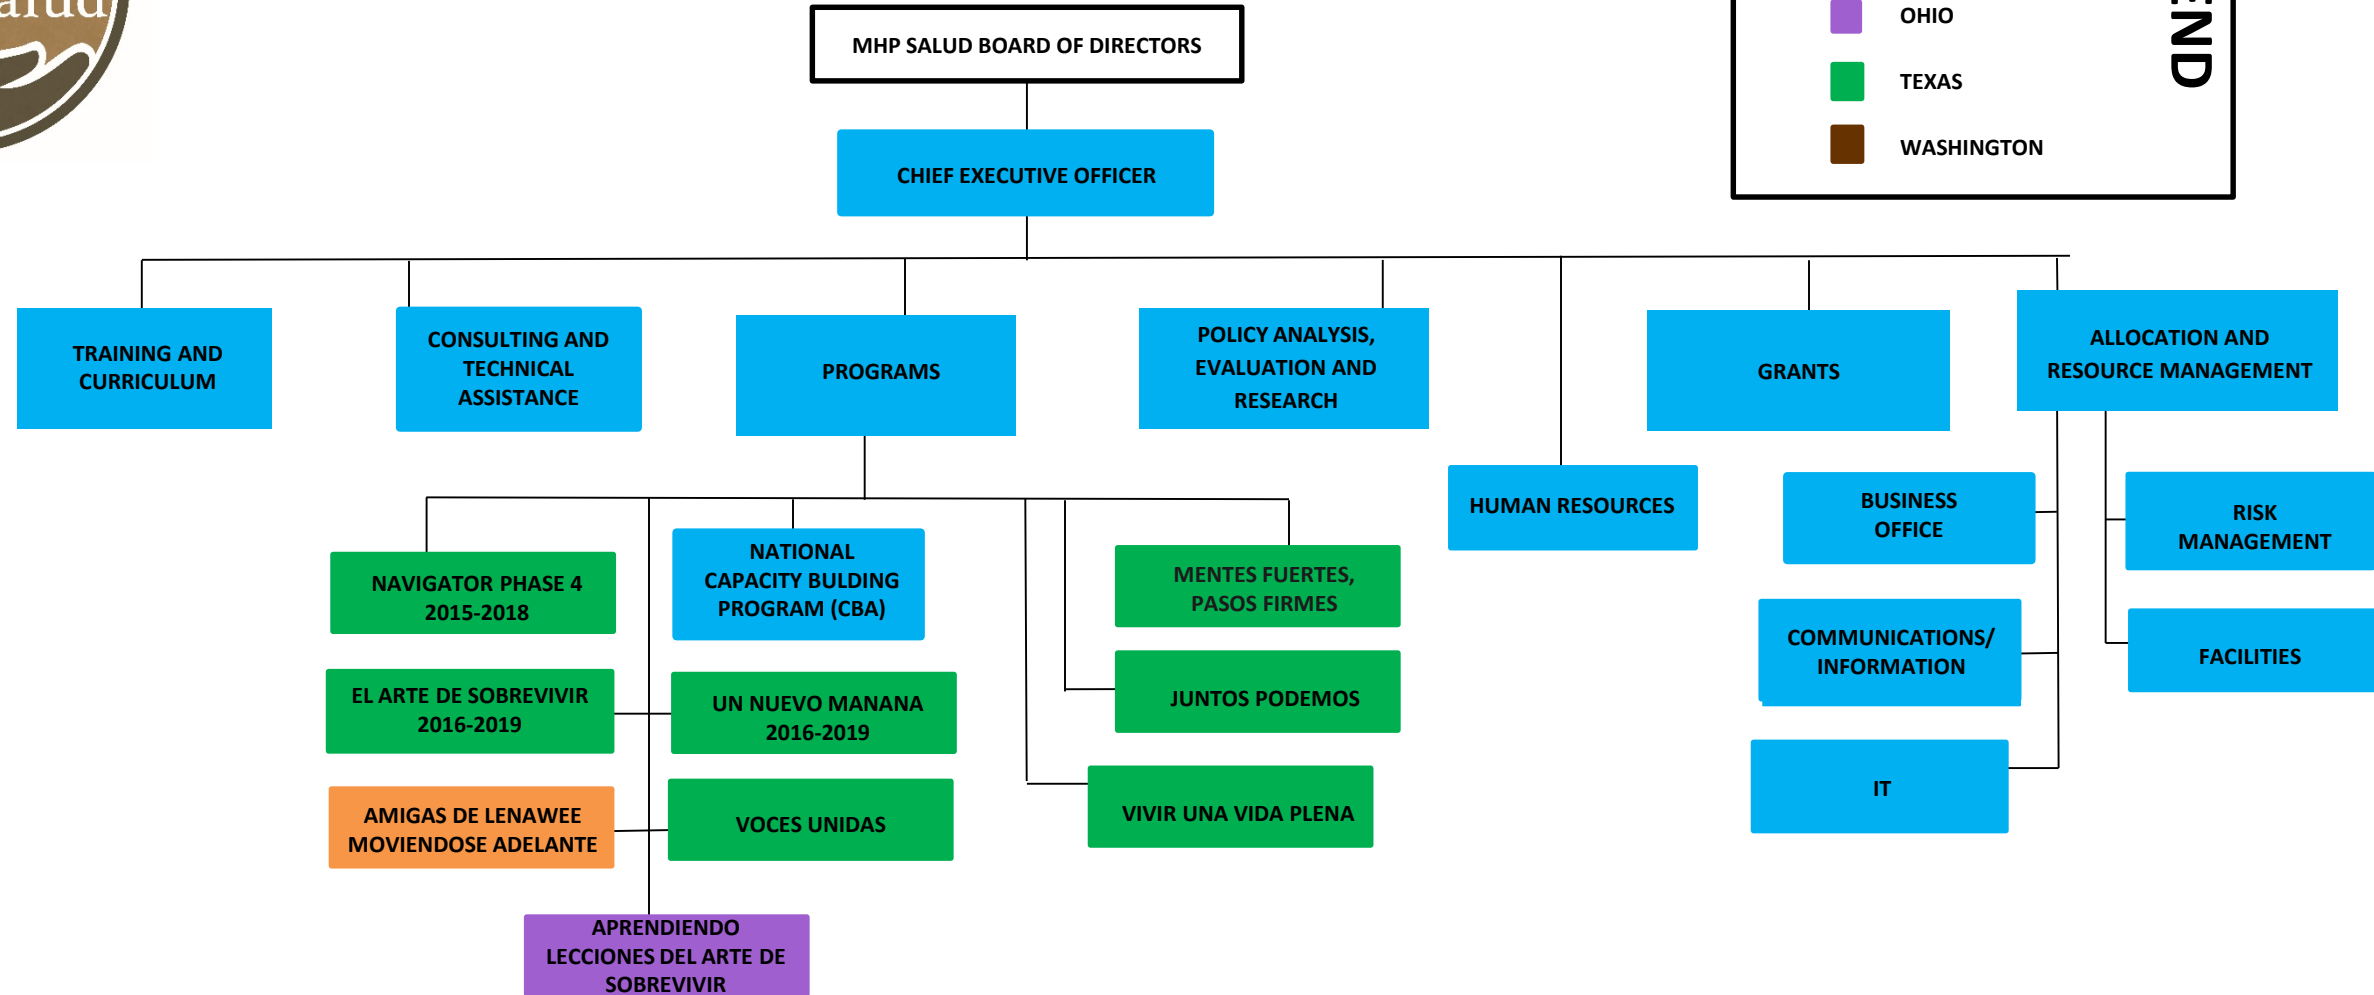 MHP SALUD BOARD OF DIRECTORS
OHIO
TEXAS
WASHINGTON
CHIEF EXECUTIVE OFFICER
TRAINING AND
CURRICULUM
CONSULTING AND
TECHNICAL
ASSISTANCE
PROGRAMS
POLICY ANALYSIS,
EVALUATION AND
RESEARCH
GRANTS
ALLOCATION AND
RESOURCE MANAGEMENT
HUMAN RESOURCES
BUSINESS
OFFICE
RISK
MANAGEMENT
COMMUNICATIONS/
INFORMATION
FACILITIES
IT
NAVIGATOR PHASE 4
2015-2018
NATIONAL
CAPACITY BULDING
PROGRAM (CBA)
MENTES FUERTES,
PASOS FIRMES
EL ARTE DE SOBREVIVIR
2016-2019
UN NUEVO MANANA
2016-2019
JUNTOS PODEMOS
AMIGAS DE LENAWEE
MOVIENDOSE ADELANTE
VOCES UNIDAS
VIVIR UNA VIDA PLENA
APRENDIENDO
LECCIONES DEL ARTE DE
SOBREVIVIR